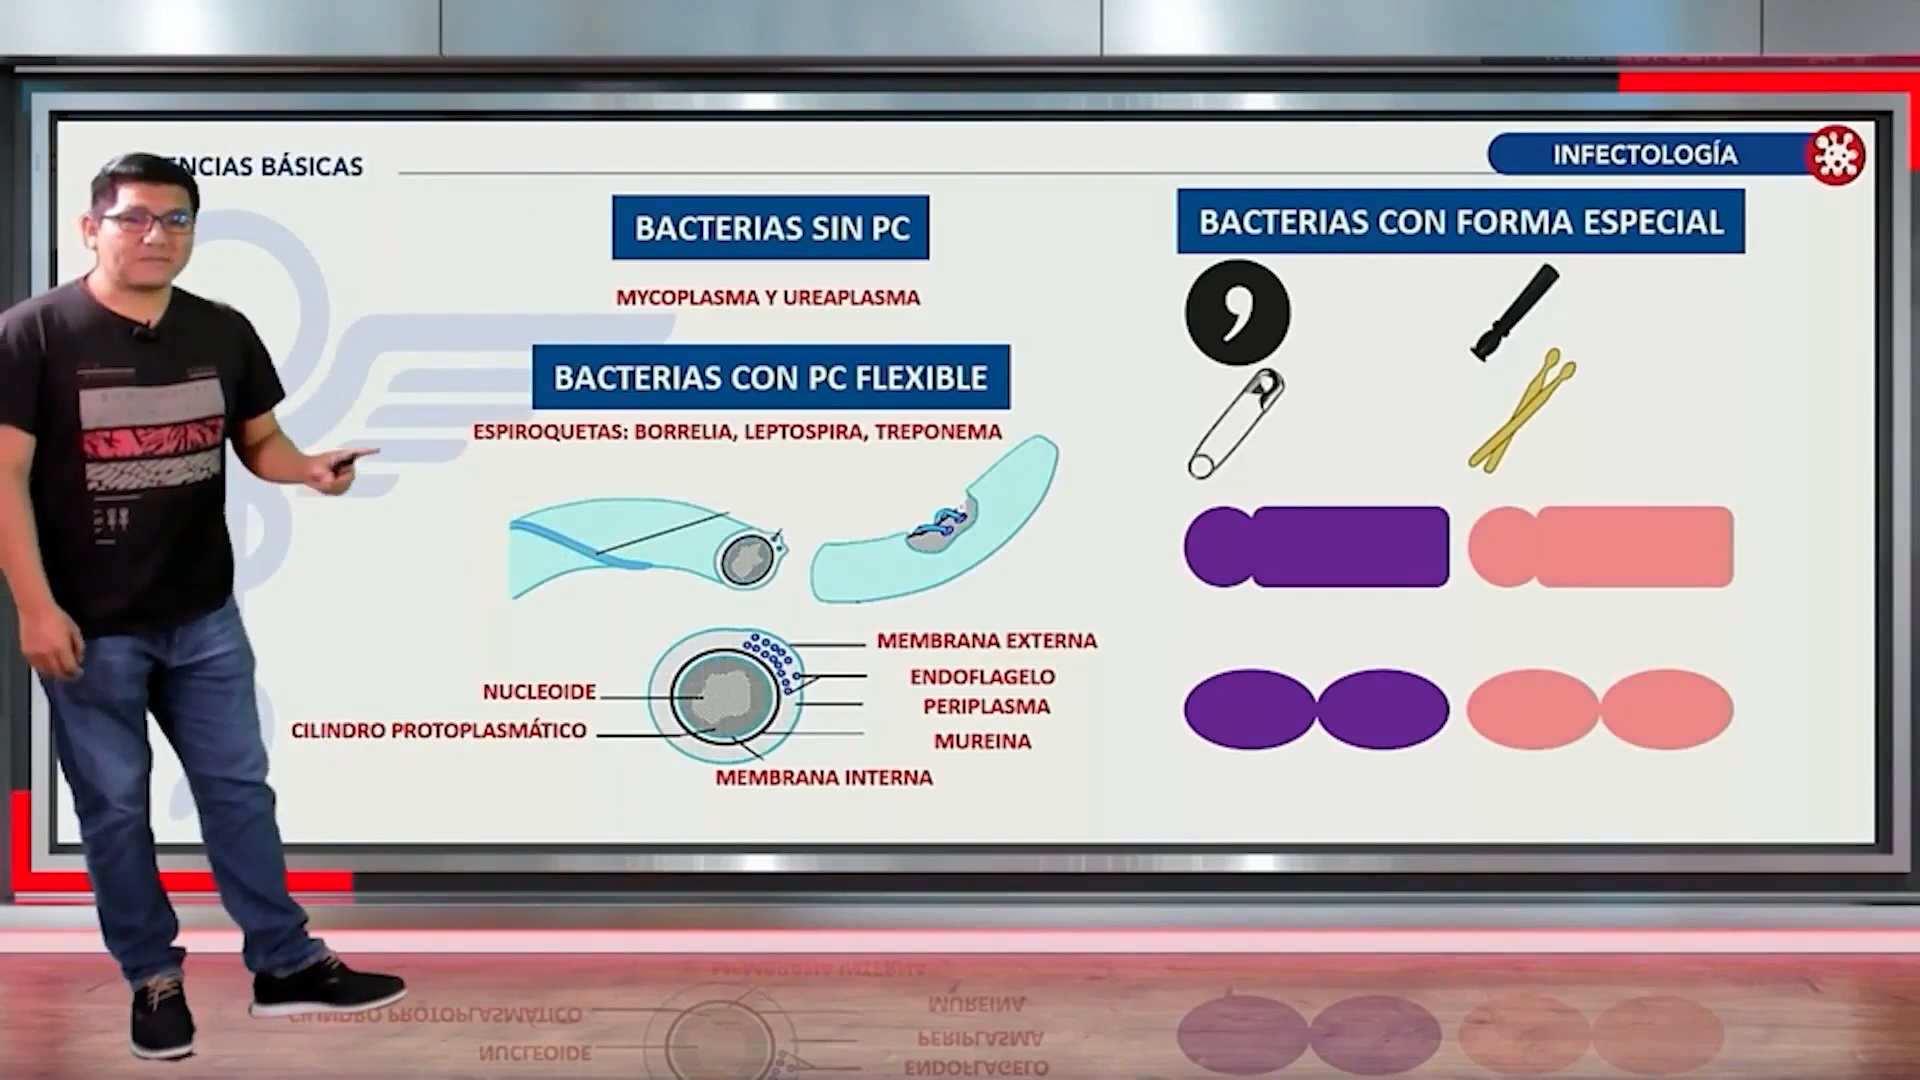 NCIAS BÁSICAS
INFECTOLOGÍA
BACTERIAS SIN PC
MYCOPLASMA Y UREAPLASMA
BACTERIAS CON PC FLEXIBLE
ESPIROQUETAS: BORRELIA, LEPTOSPIRA, TREPONEMA
MEMBRANA EXTERNA
ENDOFLAGELO
PERIPLASMA
MUREINA
NUCLEOIDE
CILINDRO PROTOPLASMÁTICO
MEMBRANA INTERNA
BACTERIAS CON FORMA ESPECIAL